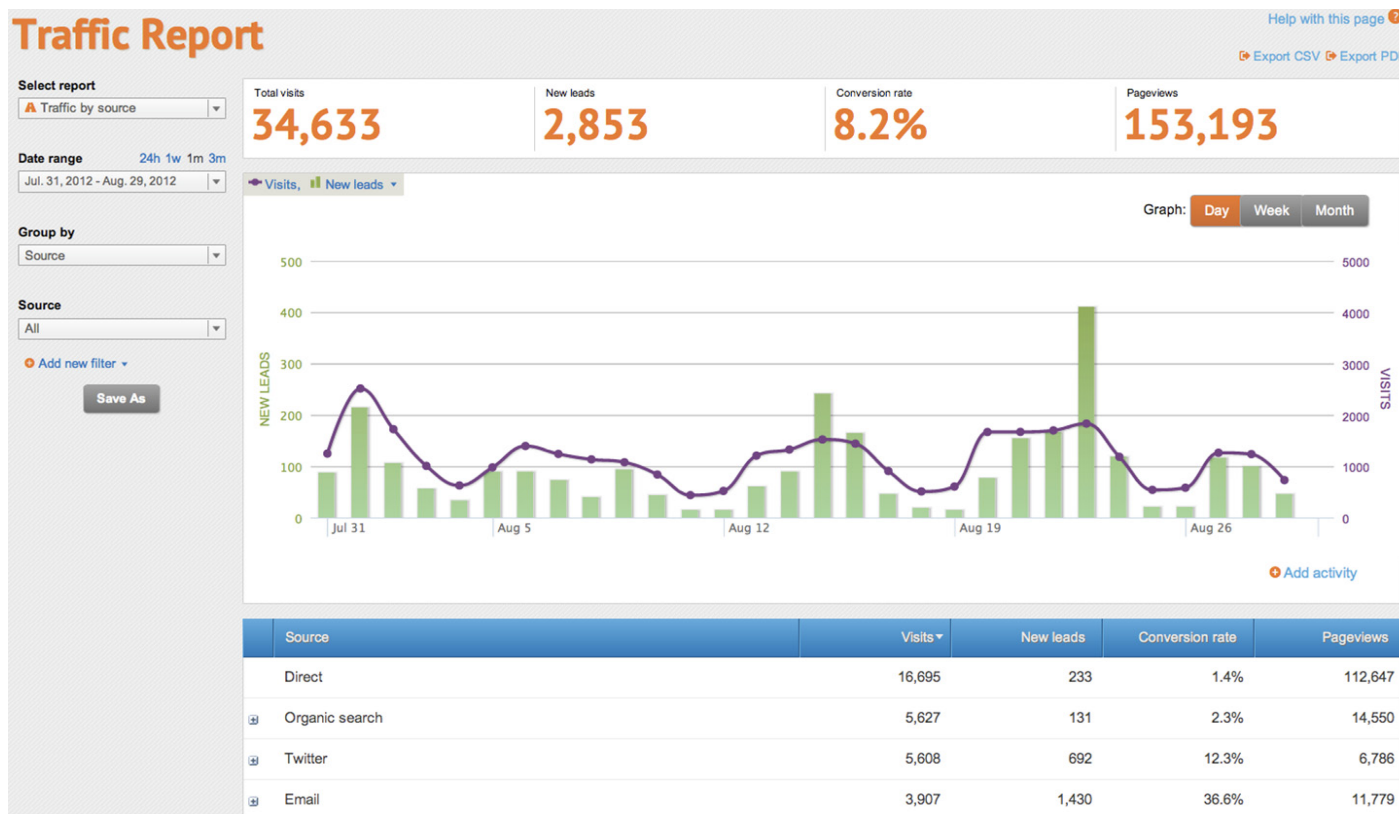 Traffic Report
Help with this page ?
Export CSV Export PD
Select report
Traffic by source
Date range 24h 1w 1m 3m
Jul. 31, 2012 - Aug. 29, 2012
Group by
Source
Source
All
Add new filter
Save As
Total visits New leads Conversion rate Pageviews
34,633 2,853 8.2% 153,193
Visits, New leads
Graph: Day Week Month
500 5000
400 4000
300 3000
200 2000
100 1000
0 0
NEW LEADS
VISITS
Jul 31 Aug 5 Aug 12 Aug 19 Aug 26
Add activity
Source Visits New leads Conversion rate Pageviews
Direct 16,695 233 1.4% 112,647
Organic search 5,627 131 2.3% 14,550
Twitter 5,608 692 12.3% 6,786
Email 3,907 1,430 36.6% 11,779